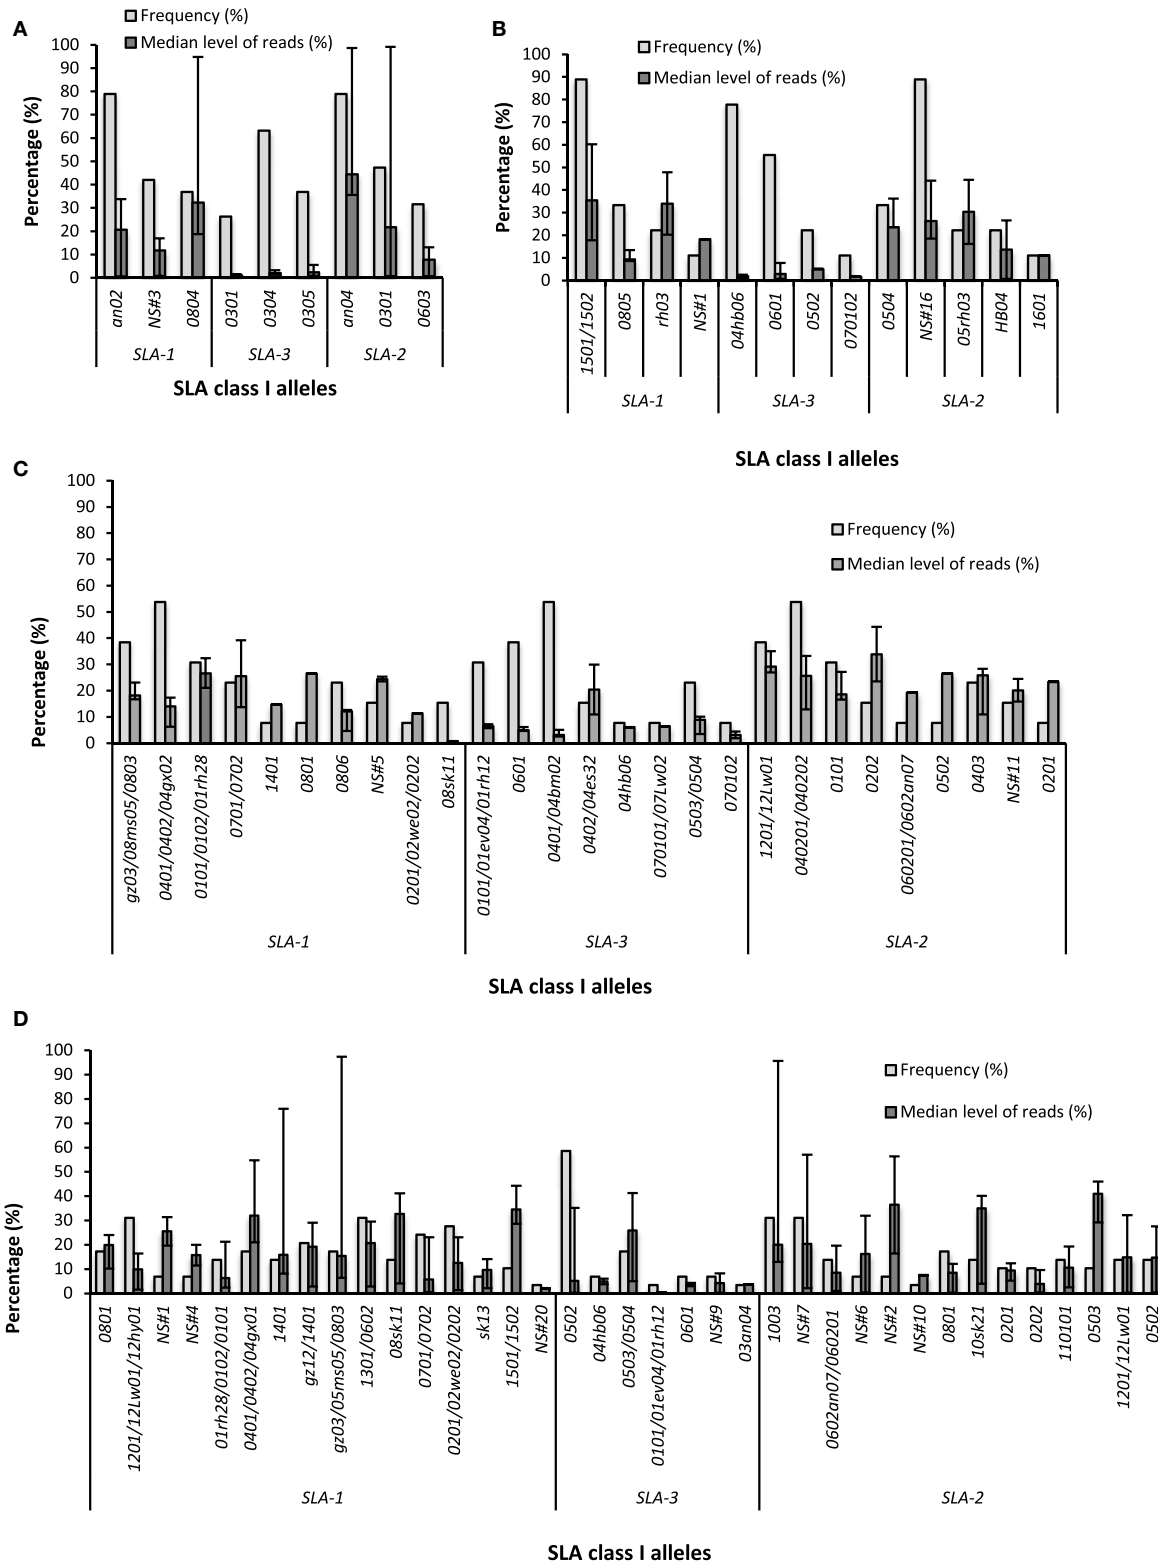 A
Frequency (%)
Median level of reads (%)
Percentage (%)
100
90
80
70
60
50
40
30
20
10
0
an02 NS#3 0804 0301 0304 0305 an04 0301 0603
SLA-1 SLA-3 SLA-2
SLA class I alleles
B
Frequency (%)
Median level of reads (%)
Percentage (%)
100
90
80
70
60
50
40
30
20
10
0
1501/1502 0805 rh03 NS#1 04hb06 0601 0502 070102 0504 NS#16 05rh03 HB04 1601
SLA-1 SLA-3 SLA-2
SLA class I alleles
C
Frequency (%)
Median level of reads (%)
Percentage (%)
100
90
80
70
60
50
40
30
20
10
0
gz03/08ms05/0803 0401/0402/04gx02 0101/0102/01rh28 0701/0702 1401 0801 0806 NS#5 0201/02we02/0202 08sk11 0101/01ev04/01rh12 0601 0401/04bm02 0402/04es32 04hb06 070101/07Lw02 0503/0504 070102 1201/12Lw01 040201/040202 0101 0202 060201/0602an07 0502 0403 NS#11 0201
SLA-1 SLA-3 SLA-2
SLA class I alleles
D
Frequency (%)
Median level of reads (%)
Percentage (%)
100
90
80
70
60
50
40
30
20
10
0
0801 1201/12Lw01/12hy01 NS#1 NS#4 01rh28/0102/0101 0401/0402/04gx01 1401 gz12/1401 gz03/05ms05/0803 1301/0602 08sk11 0701/0702 0201/02we02/0202 sk13 1501/1502 NS#20 0502 04hb06 0503/0504 0101/01ev04/01rh12 0601 NS#9 03an04 1003 NS#7 0602an07/060201 NS#6 NS#2 NS#10 0801 10sk21 0201 0202 110101 0503 1201/12Lw01 0502
SLA-1 SLA-3 SLA-2
SLA class I alleles